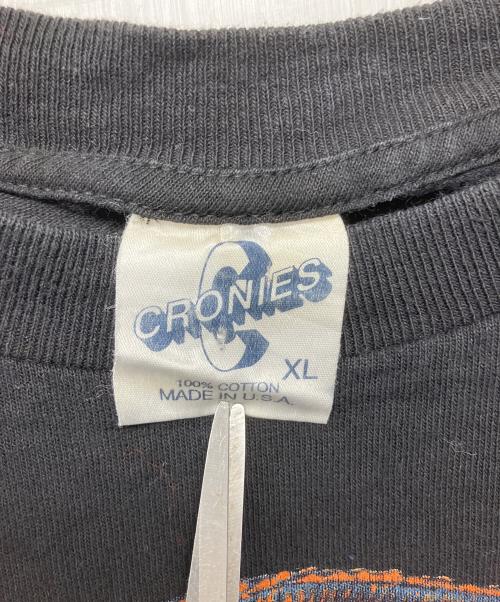 CRONIES
C
XL
100% COTTON
MADE IN U.S.A.